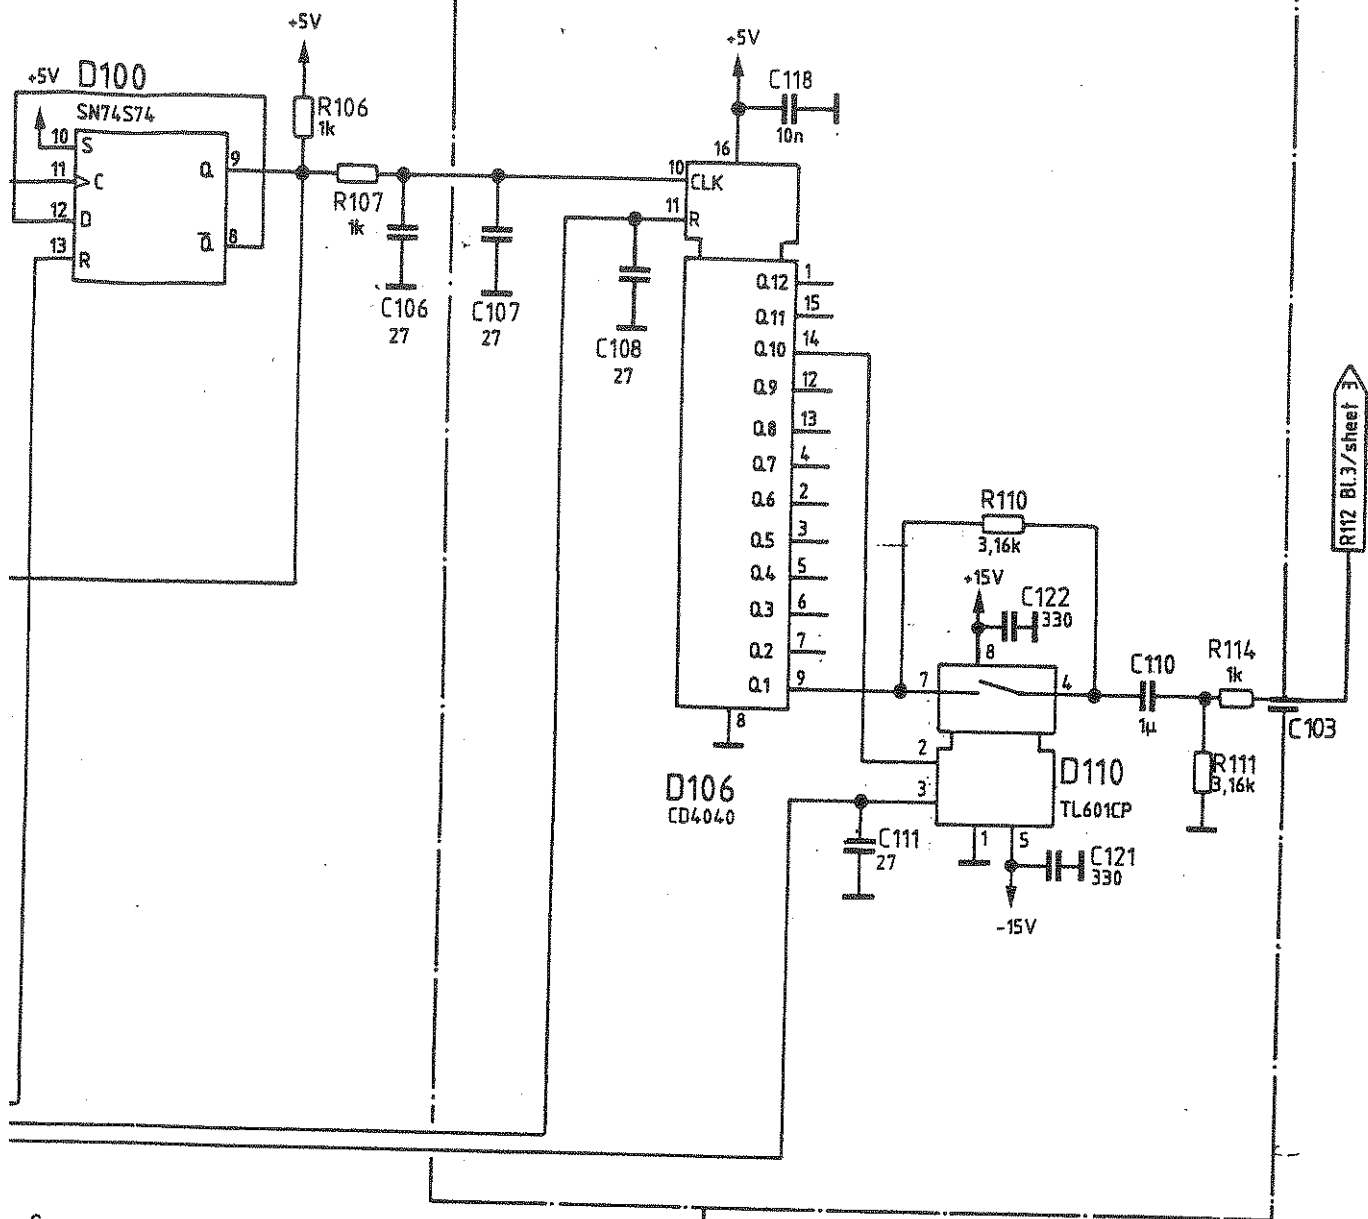 +5V
D100
SN74S74
+5V
10
S
11
C
12
D
13
R
9
Q
8
Q̅
R106
1k
R107
1k
C106
27
C107
27
+5V
C118
10n
16
10
CLK
11
R
C108
27
Q12
1
Q11
15
Q10
14
Q9
12
Q8
13
Q7
4
Q6
2
Q5
3
Q4
5
Q3
6
Q2
7
Q1
9
8
D106
CD4040
R110
3,16k
+15V
C122
330
8
7
4
2
3
1
5
D110
TL601CP
C111
27
C121
330
-15V
C110
1µ
R114
1k
R111
3,16k
C103
R112 Bl.3/sheet 3